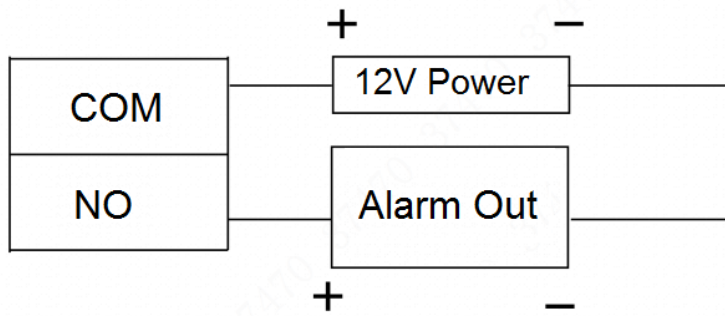 + −
COM
12V Power
NO
Alarm Out
+ −